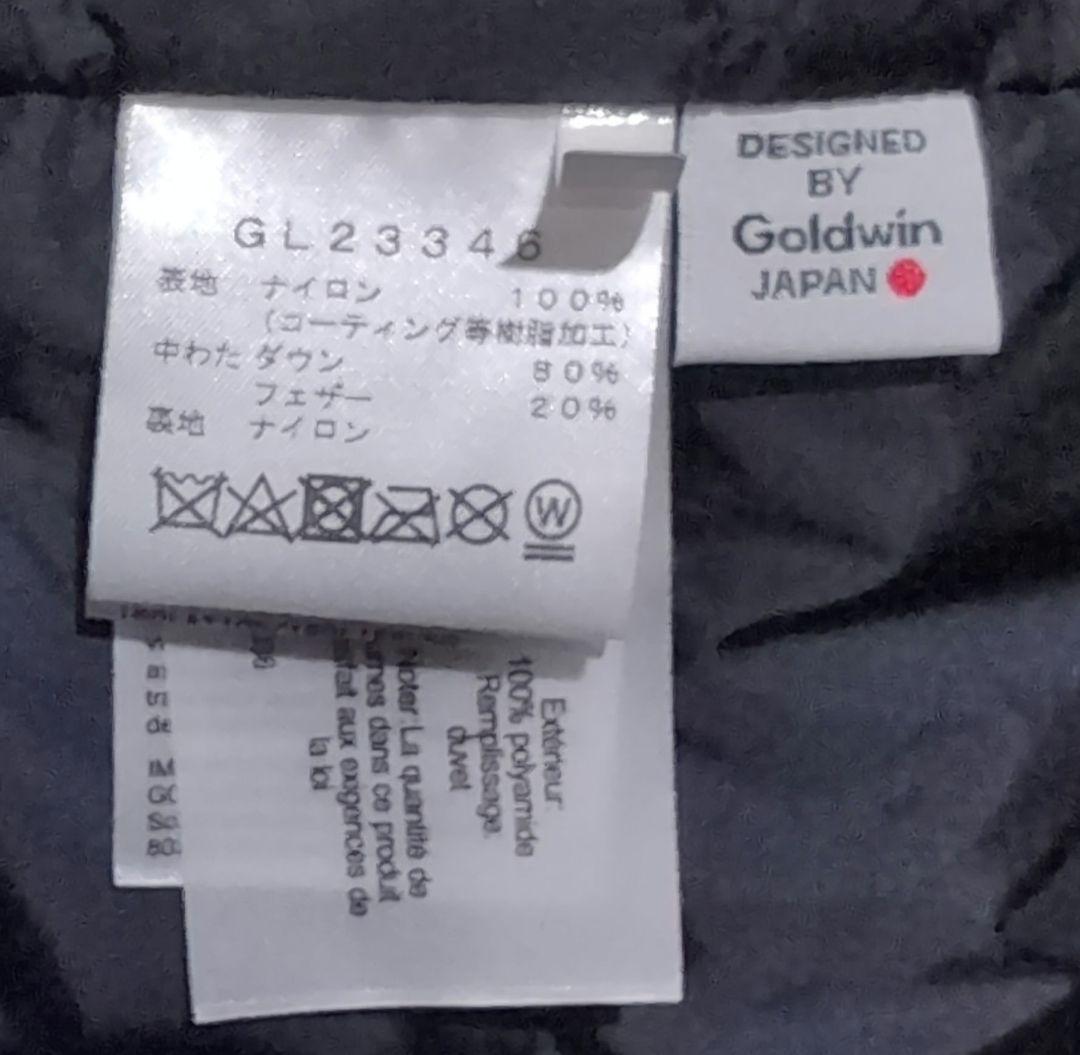 GL23346
表地 ナイロン 100%
(コーティング等樹脂加工)
中わた ダウン 80%
フェザー 20%
裏地 ナイロン
W
DESIGNED
BY
Goldwin
JAPAN
Extérieur:
100% polyamide
Remplissage:
duvet
Noter: La quantité de
dans ce produit
aux exigences de
la loi